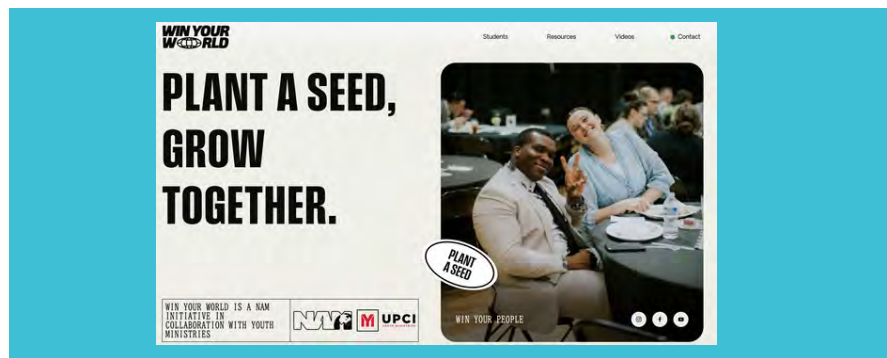 WIN YOUR
WORLD
Students
Resources
Videos
Contact
PLANT A SEED,
GROW
TOGETHER.
PLANT
A SEED
WIN YOUR WORLD IS A NAM
INITIATIVE IN
COLLABORATION WITH YOUTH
MINISTRIES
NAM
M
UPCI
WIN YOUR PEOPLE